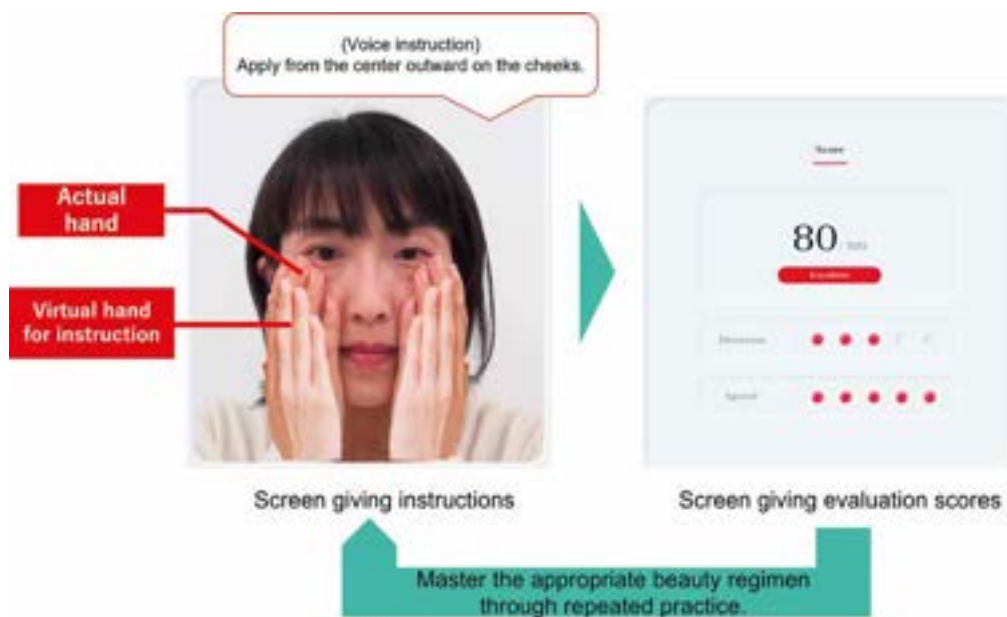 (Voice instruction)
Apply from the center outward on the cheeks.
Actual
hand
Virtual hand
for instruction
Score
80
Screen giving instructions
Screen giving evaluation scores
Master the appropriate beauty regimen
through repeated practice.